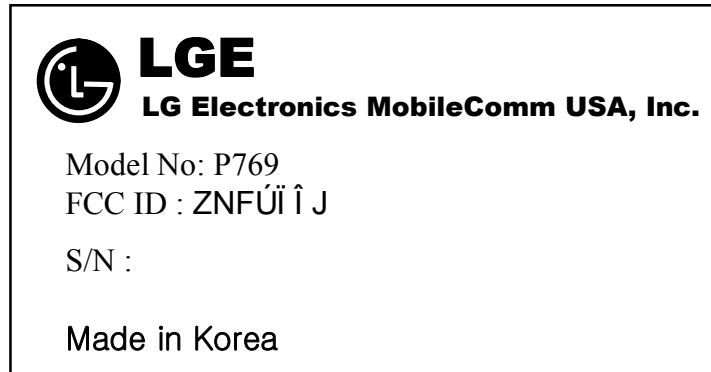 LGE
LG Electronics MobileComm USA, Inc.
Model No: P769
FCC ID : ZNFÚÏ Î J
S/N :
Made in Korea